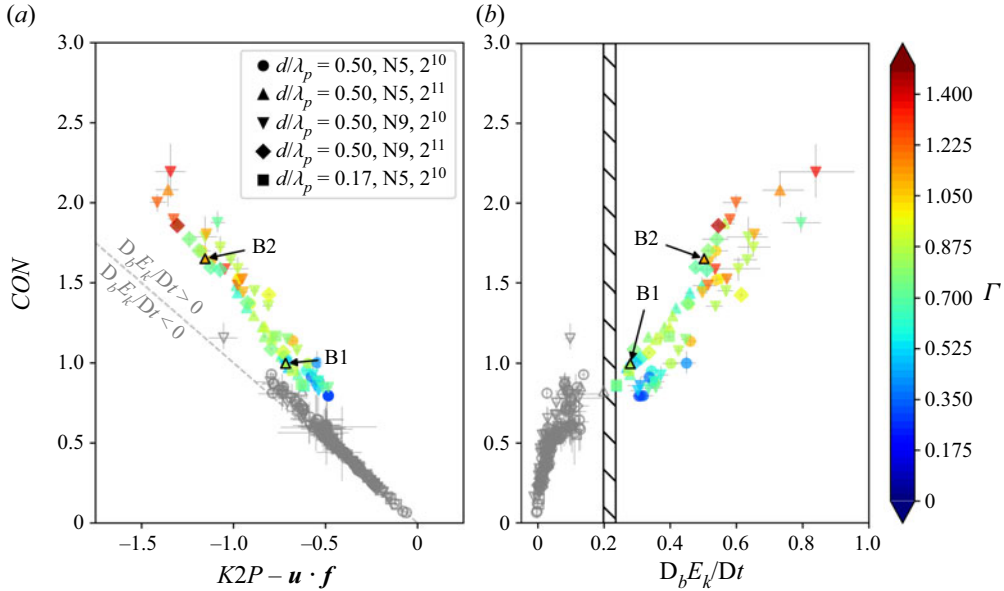 (a)
(b)
3.0
2.5
2.0
1.5
1.0
0.5
0
CON
d/λp = 0.50, N5, 2^10
d/λp = 0.50, N5, 2^11
d/λp = 0.50, N9, 2^10
d/λp = 0.50, N9, 2^11
d/λp = 0.17, N5, 2^10
B2
B1
DbEk/Dt > 0
DbEk/Dt < 0
–1.5
–1.0
–0.5
0
K2P – u · f
3.0
2.5
2.0
1.5
1.0
0.5
0
B2
B1
0
0.2
0.4
0.6
0.8
1.0
DbEk/Dt
1.400
1.225
1.050
0.875
0.700
0.525
0.350
0.175
0
Γ